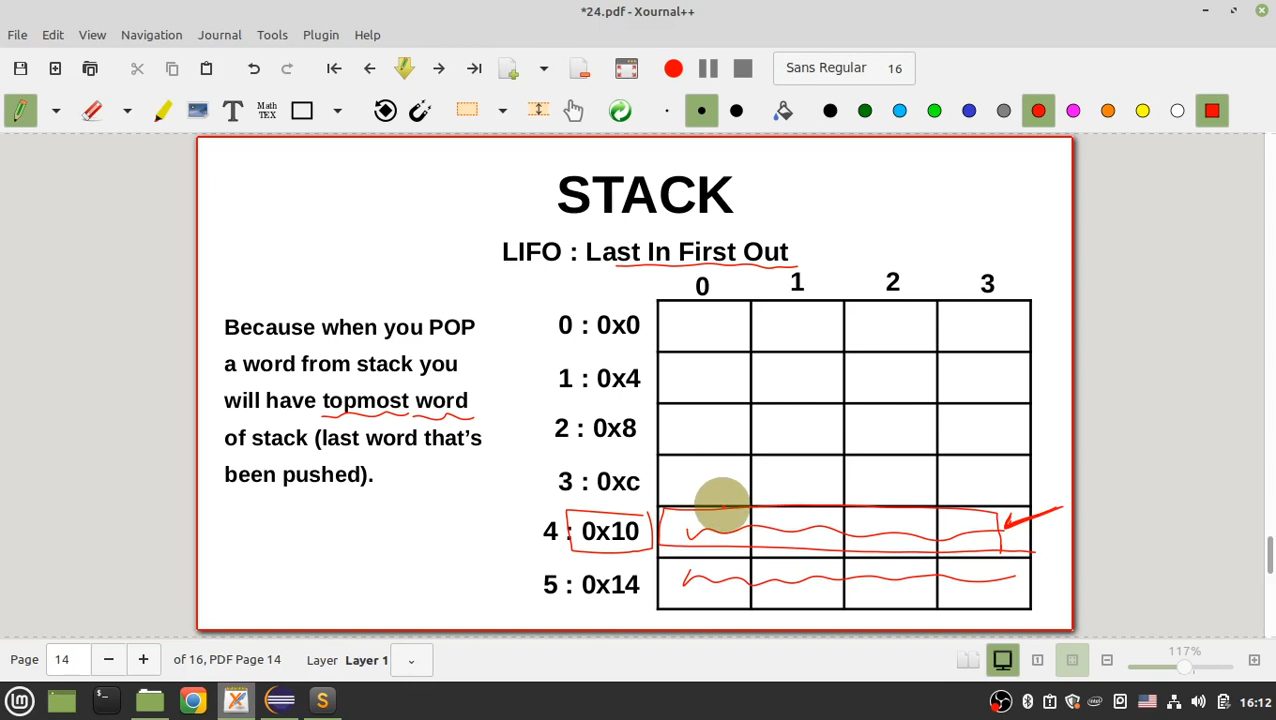 *24.pdf - Xournal++
File Edit View Navigation Journal Tools Plugin Help
Sans Regular 16
Math
TEX
STACK
LIFO : Last In First Out
0 1 2 3
Because when you POP
a word from stack you
will have topmost word
of stack (last word that's
been pushed).
0 : 0x0
1 : 0x4
2 : 0x8
3 : 0xc
4 : 0x10
5 : 0x14
Page 14 of 16, PDF Page 14 Layer Layer 1 117%
16:12